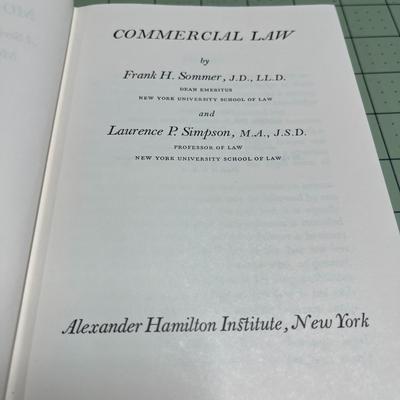 COMMERCIAL LAW
by
Frank H. Sommer, J.D., LL.D.
DEAN EMERITUS
NEW YORK UNIVERSITY SCHOOL OF LAW
and
Laurence P. Simpson, M.A., J.S.D.
PROFESSOR OF LAW
NEW YORK UNIVERSITY SCHOOL OF LAW
Alexander Hamilton Institute, New York